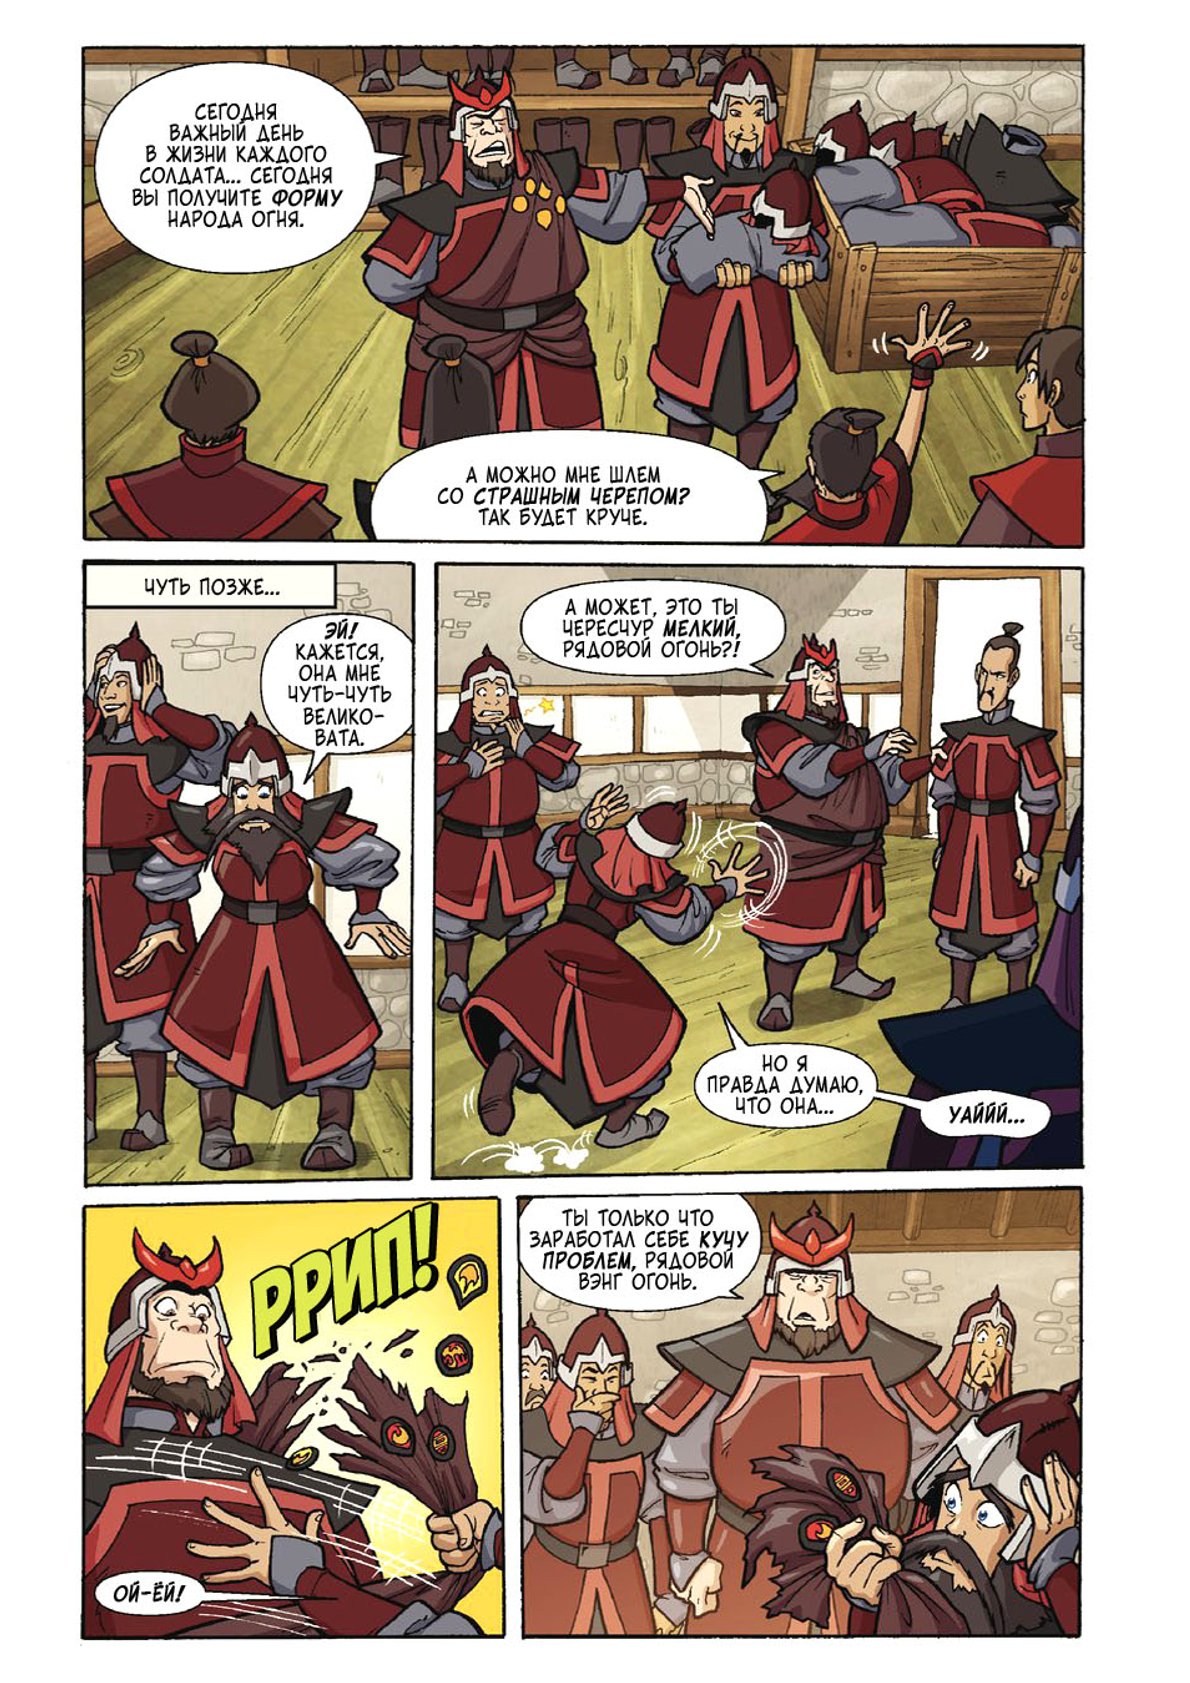 СЕГОДНЯ
ВАЖНЫЙ ДЕНЬ
В ЖИЗНИ КАЖДОГО
СОЛДАТА... СЕГОДНЯ
ВЫ ПОЛУЧИТЕ ФОРМУ
НАРОДА ОГНЯ.
А МОЖНО МНЕ ШЛЕМ
СО СТРАШНЫМ ЧЕРЕПОМ?
ТАК БУДЕТ КРУЧЕ.
ЧУТЬ ПОЗЖЕ...
ЭЙ!
КАЖЕТСЯ,
ОНА МНЕ
ЧУТЬ-ЧУТЬ
ВЕЛИКО-
ВАТА.
А МОЖЕТ, ЭТО ТЫ
ЧЕРЕСЧУР МЕЛКИЙ,
РЯДОВОЙ ОГОНЬ?!
НО Я
ПРАВДА ДУМАЮ,
ЧТО ОНА...
УАЙЙЙ...
РРИП!
ОЙ-ЁЙ!
ТЫ ТОЛЬКО ЧТО
ЗАРАБОТАЛ СЕБЕ КУЧУ
ПРОБЛЕМ, РЯДОВОЙ
ВЭНГ ОГОНЬ.